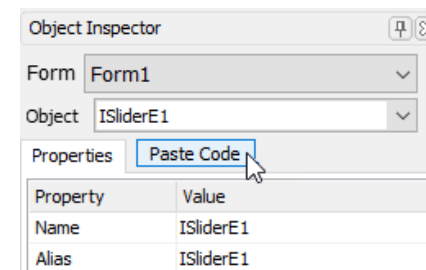 Object Inspector
Form Form1
Object ISliderE1
Properties Paste Code
Property Value
Name ISliderE1
Alias ISliderE1